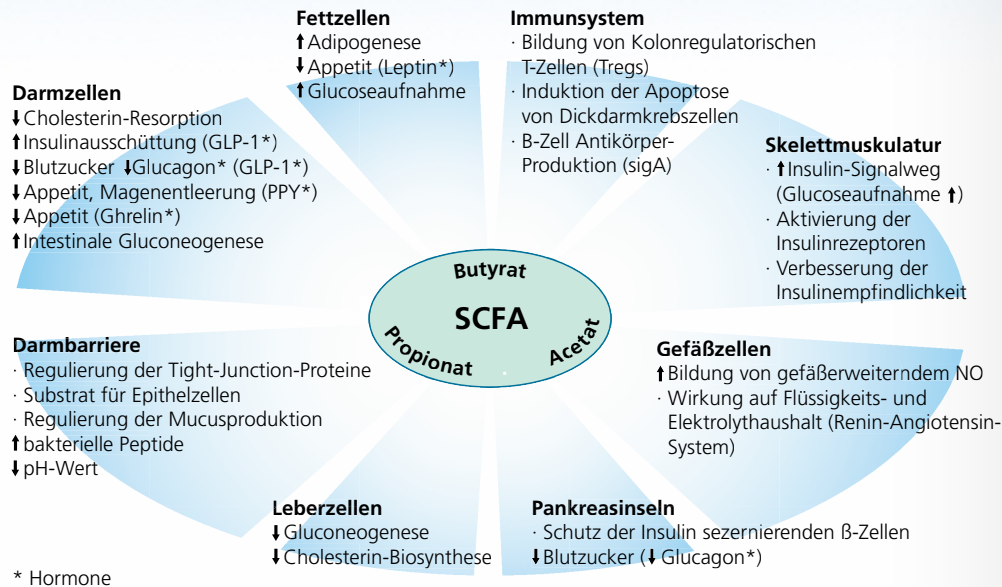 Fettzellen
↑Adipogenese
↓Appetit (Leptin*)
↑Glucoseaufnahme
Immunsystem
· Bildung von Kolonregulatorischen
T-Zellen (Tregs)
· Induktion der Apoptose
von Dickdarmkrebszellen
· B-Zell Antikörper-
Produktion (sigA)
Darmzellen
↓Cholesterin-Resorption
↑Insulinausschüttung (GLP-1*)
↓Blutzucker ↓Glucagon* (GLP-1*)
↓Appetit, Magenentleerung (PPY*)
↓Appetit (Ghrelin*)
↑Intestinale Gluconeogenese
Skelettmuskulatur
· ↑Insulin-Signalweg
(Glucoseaufnahme ↑)
· Aktivierung der
Insulinrezeptoren
· Verbesserung der
Insulinempfindlichkeit
Butyrat
SCFA
Propionat
Acetat
Darmbarriere
· Regulierung der Tight-Junction-Proteine
· Substrat für Epithelzellen
· Regulierung der Mucusproduktion
↑bakterielle Peptide
↓pH-Wert
Gefäßzellen
↑Bildung von gefäßerweiterndem NO
· Wirkung auf Flüssigkeits- und
Elektrolythaushalt (Renin-Angiotensin-
System)
Leberzellen
↓Gluconeogenese
↓Cholesterin-Biosynthese
Pankreasinseln
· Schutz der Insulin sezernierenden ß-Zellen
↓Blutzucker (↓Glucagon*)
* Hormone